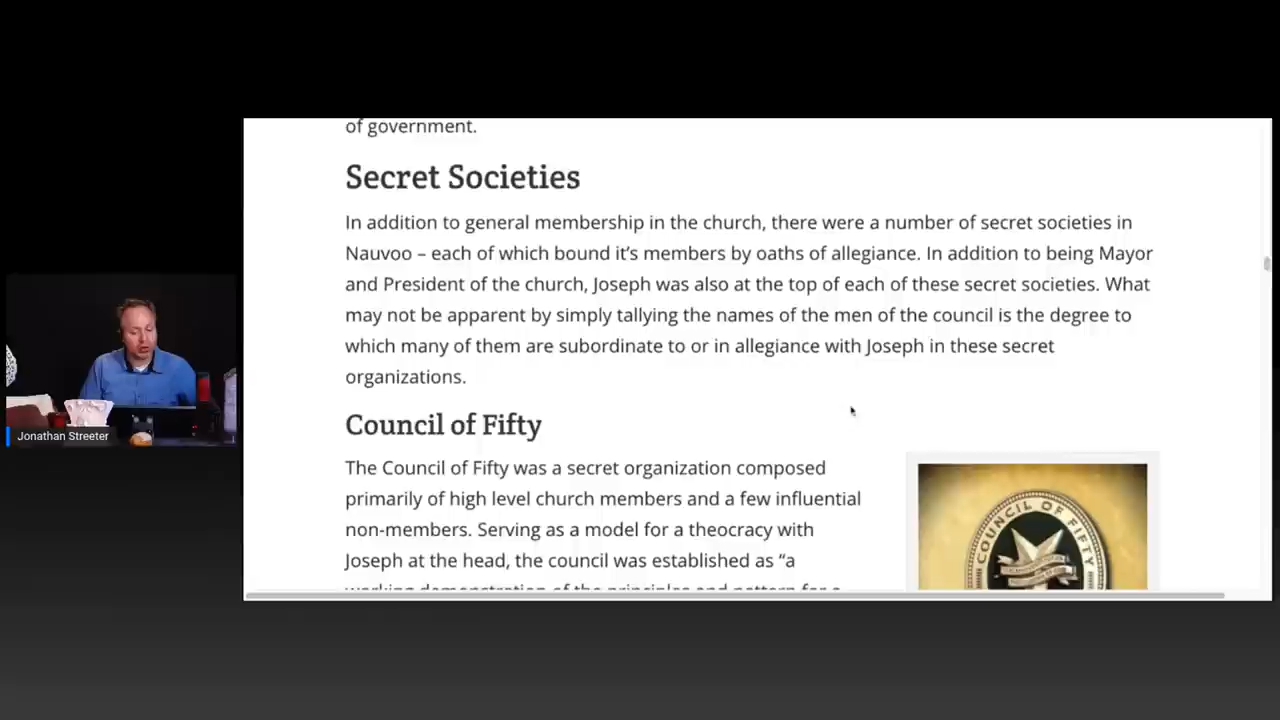 of government.
Secret Societies
In addition to general membership in the church, there were a number of secret societies in
Nauvoo – each of which bound it's members by oaths of allegiance. In addition to being Mayor
and President of the church, Joseph was also at the top of each of these secret societies. What
may not be apparent by simply tallying the names of the men of the council is the degree to
which many of them are subordinate to or in allegiance with Joseph in these secret
organizations.
Council of Fifty
The Council of Fifty was a secret organization composed
primarily of high level church members and a few influential
non-members. Serving as a model for a theocracy with
Joseph at the head, the council was established as “a
working demonstration of the principles and pattern for a
COUNCIL OF FIFTY
Jonathan Streeter